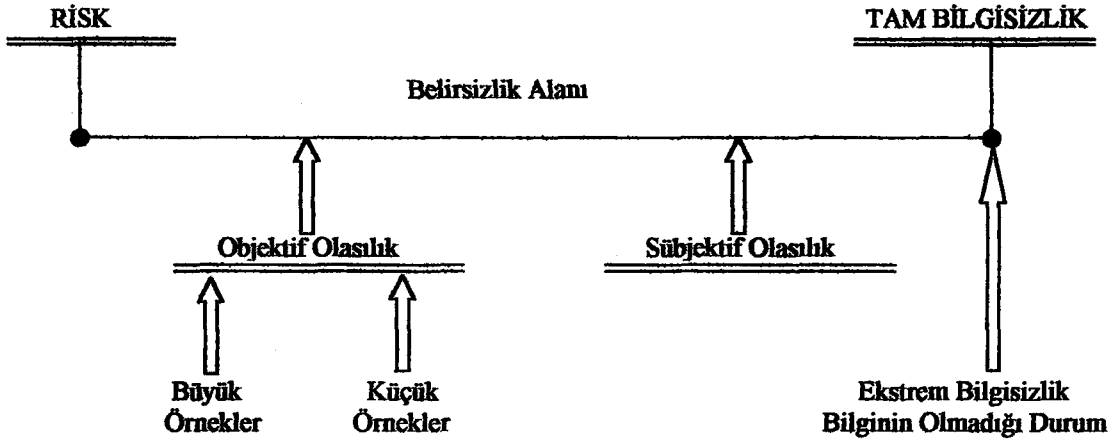 RİSK
TAM BİLGİSİZLİK
Belirsizlik Alanı
Objektif Olasılık
Sübjektif Olasılık
Büyük
Örnekler
Küçük
Örnekler
Ekstrem Bilgisizlik
Bilginin Olmadığı Durum